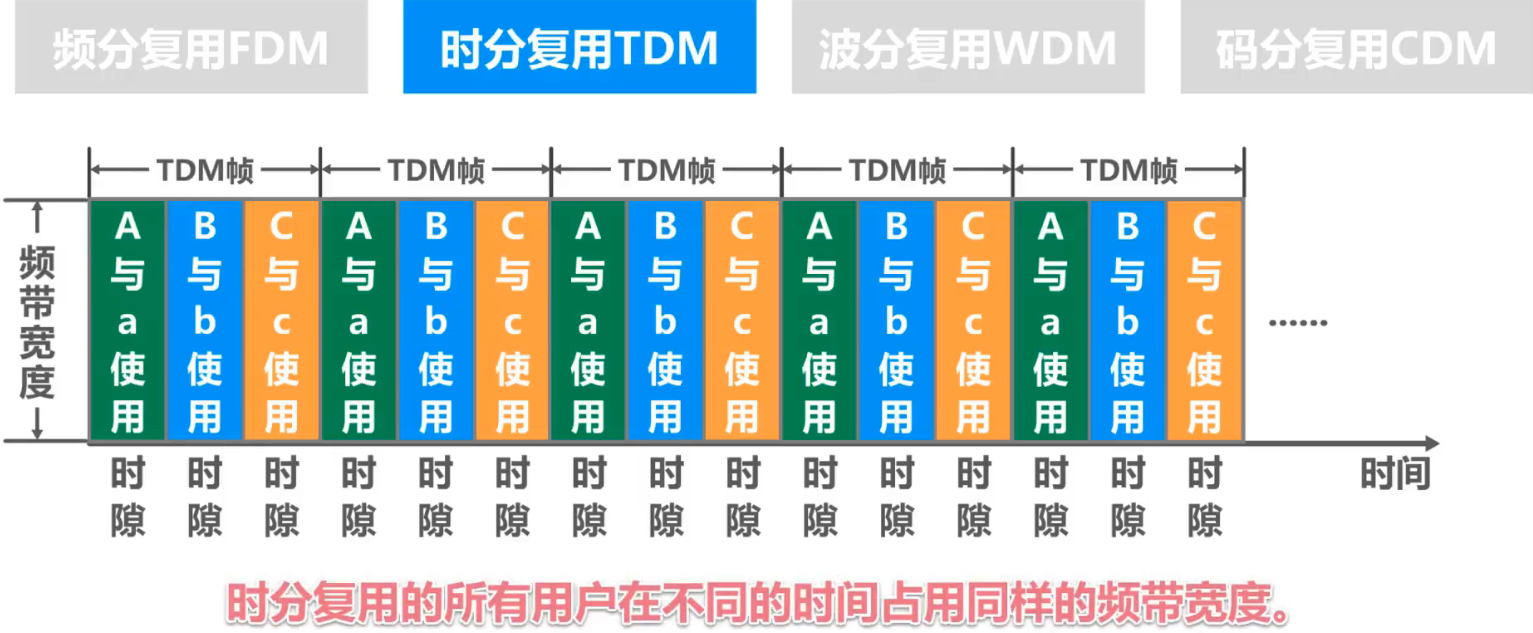 频分复用FDM 时分复用TDM 波分复用WDM 码分复用CDM
TDM帧 TDM帧 TDM帧 TDM帧 TDM帧
频带宽度
A与a使用 B与b使用 C与c使用 A与a使用 B与b使用 C与c使用 A与a使用 B与b使用 C与c使用 A与a使用 B与b使用 C与c使用 A与a使用 B与b使用 C与c使用 ······
时隙 时隙 时隙 时隙 时隙 时隙 时隙 时隙 时隙 时隙 时隙 时隙 时隙 时隙 时隙 时间
时分复用的所有用户在不同的时间占用同样的频带宽度。